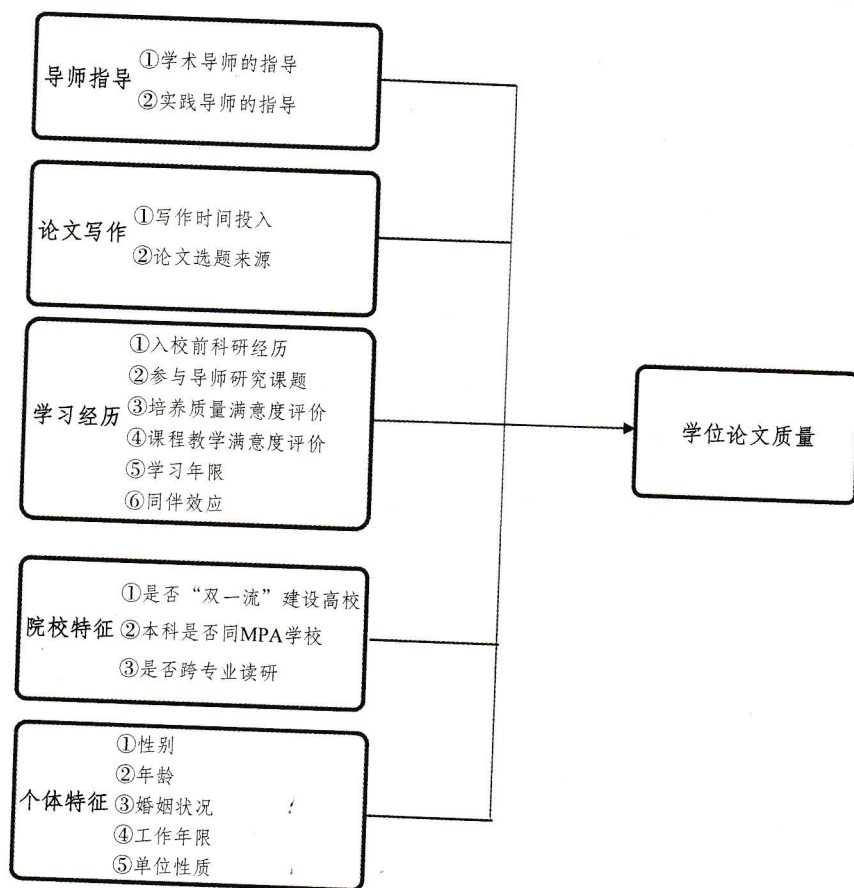 导师指导
①学术导师的指导
②实践导师的指导
论文写作
①写作时间投入
②论文选题来源
学习经历
①入校前科研经历
②参与导师研究课题
③培养质量满意度评价
④课程教学满意度评价
⑤学习年限
⑥同伴效应
学位论文质量
院校特征
①是否“双一流”建设高校
②本科是否同MPA学校
③是否跨专业读研
个体特征
①性别
②年龄
③婚姻状况
④工作年限
⑤单位性质